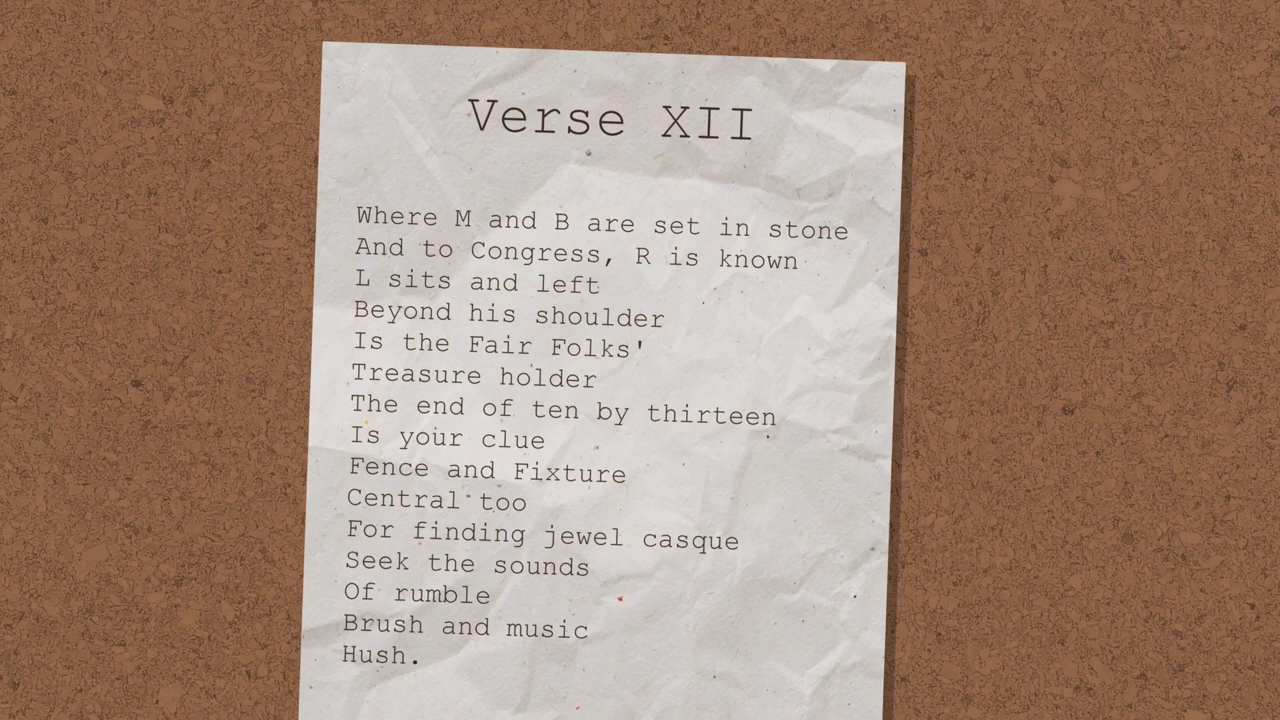 Verse XII
Where M and B are set in stone
And to Congress, R is known
L sits and left
Beyond his shoulder
Is the Fair Folks'
Treasure holder
The end of ten by thirteen
Is your clue
Fence and Fixture
Central too
For finding jewel casque
Seek the sounds
Of rumble
Brush and music
Hush.